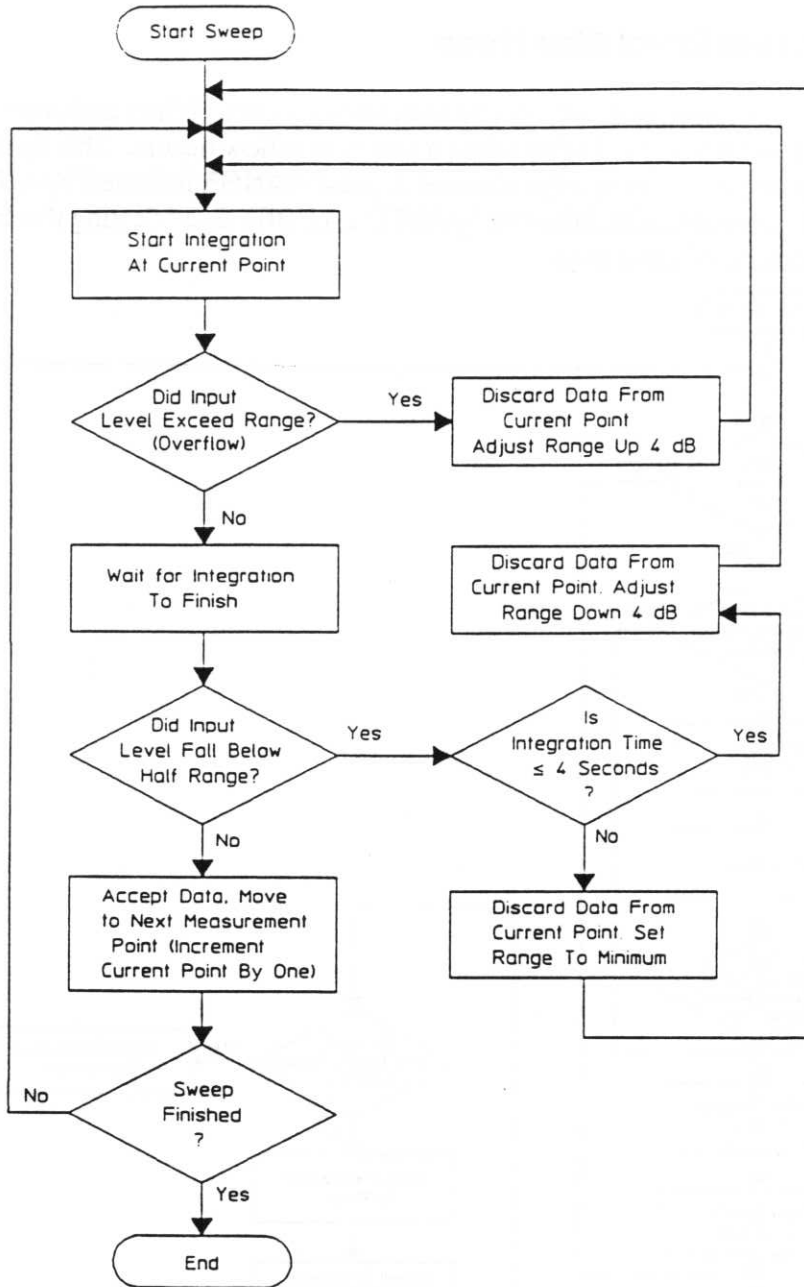 Start Sweep
Start Integration
At Current Point
Did Input
Level Exceed Range?
(Overflow)
Yes
Discard Data From
Current Point
Adjust Range Up 4 dB
No
Wait for Integration
To Finish
Discard Data From
Current Point. Adjust
Range Down 4 dB
Did Input
Level Fall Below
Half Range?
Yes
Is
Integration Time
≤ 4 Seconds
?
Yes
No
No
Accept Data, Move
to Next Measurement
Point (Increment
Current Point By One)
Discard Data From
Current Point. Set
Range To Minimum
No
Sweep
Finished
?
Yes
End